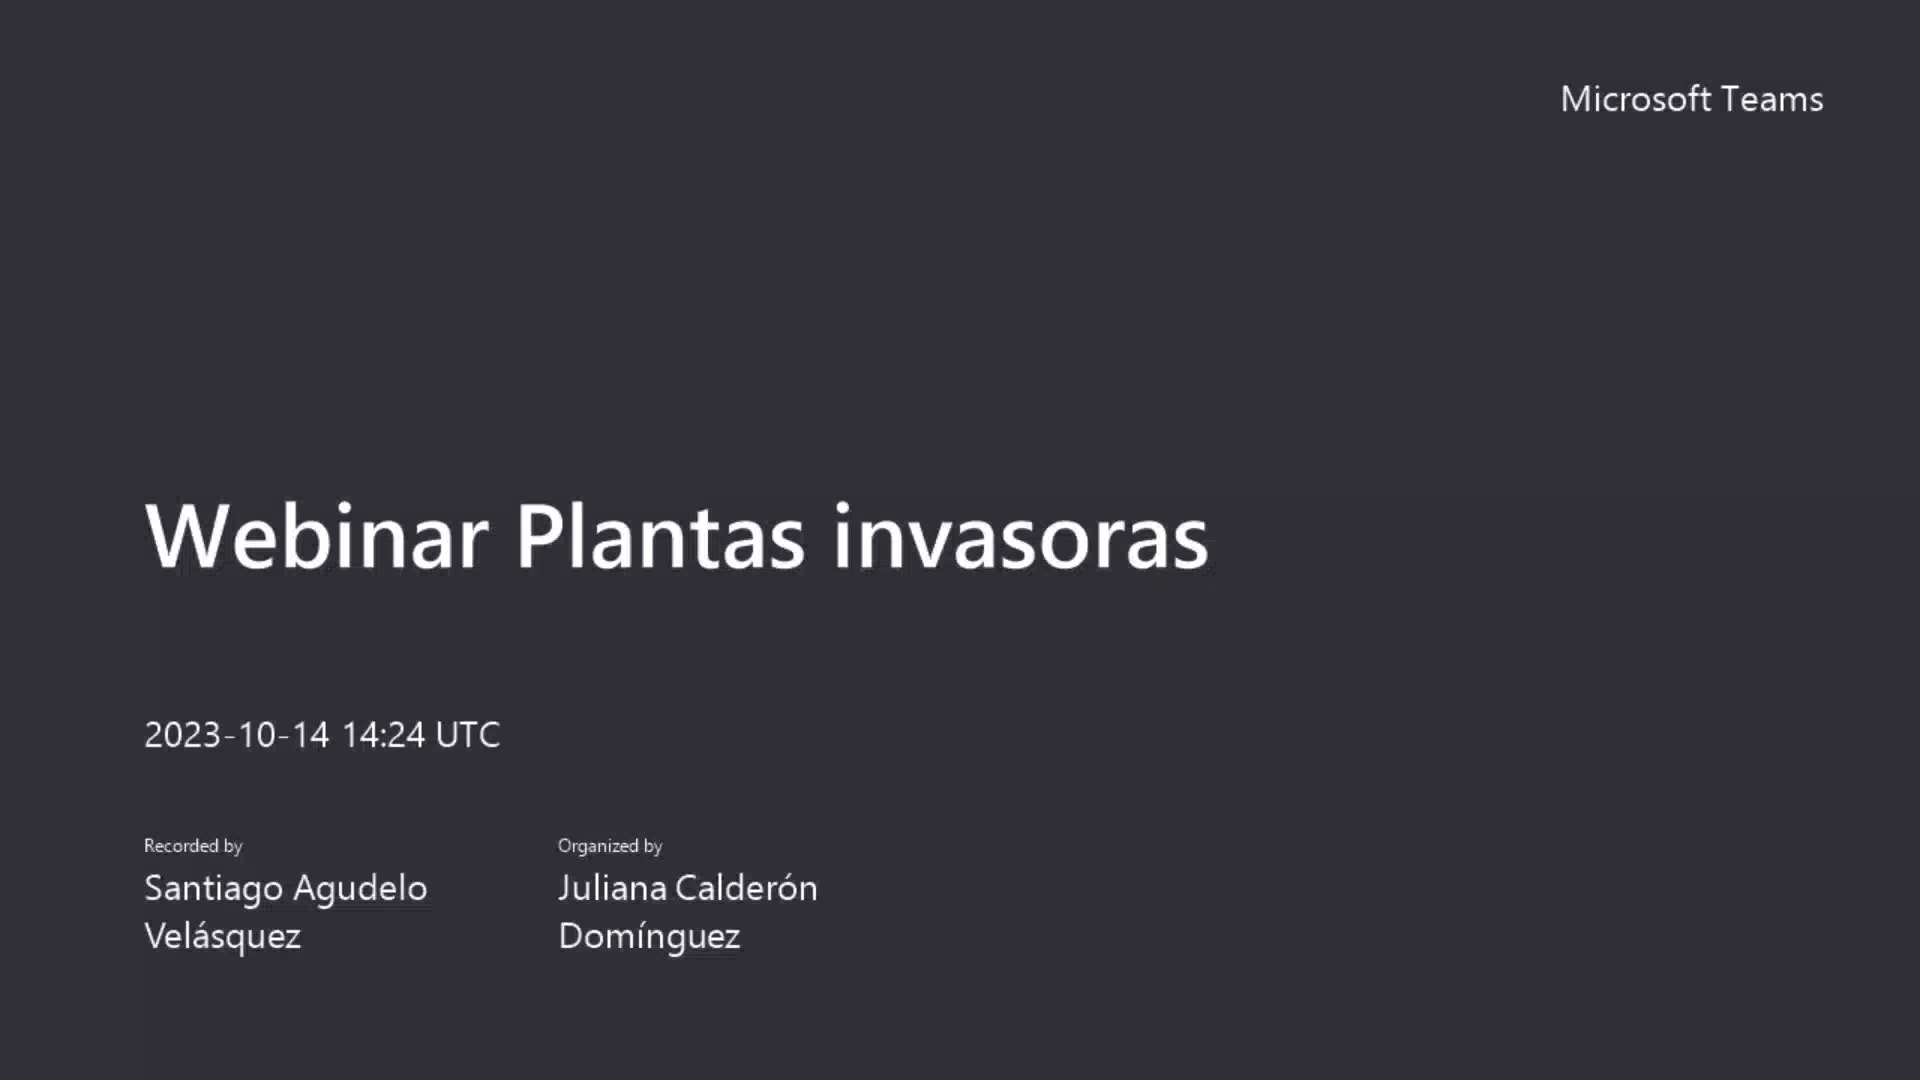 Microsoft Teams
Webinar Plantas invasoras
2023-10-14 14:24 UTC
Recorded by
Santiago Agudelo
Velásquez
Organized by
Juliana Calderón
Domínguez